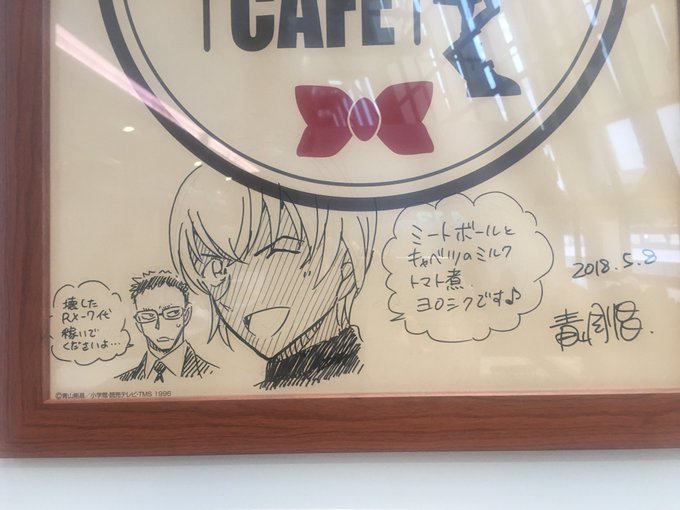 CAFE
ミートボールと
キャベツのミルク
トマト煮
ヨロシクです♪
2018.5.8
青山剛昌
壊した
RX-7代
稼いで
くださいよ…
©青山剛昌/小学館・読売テレビ・TMS 1996